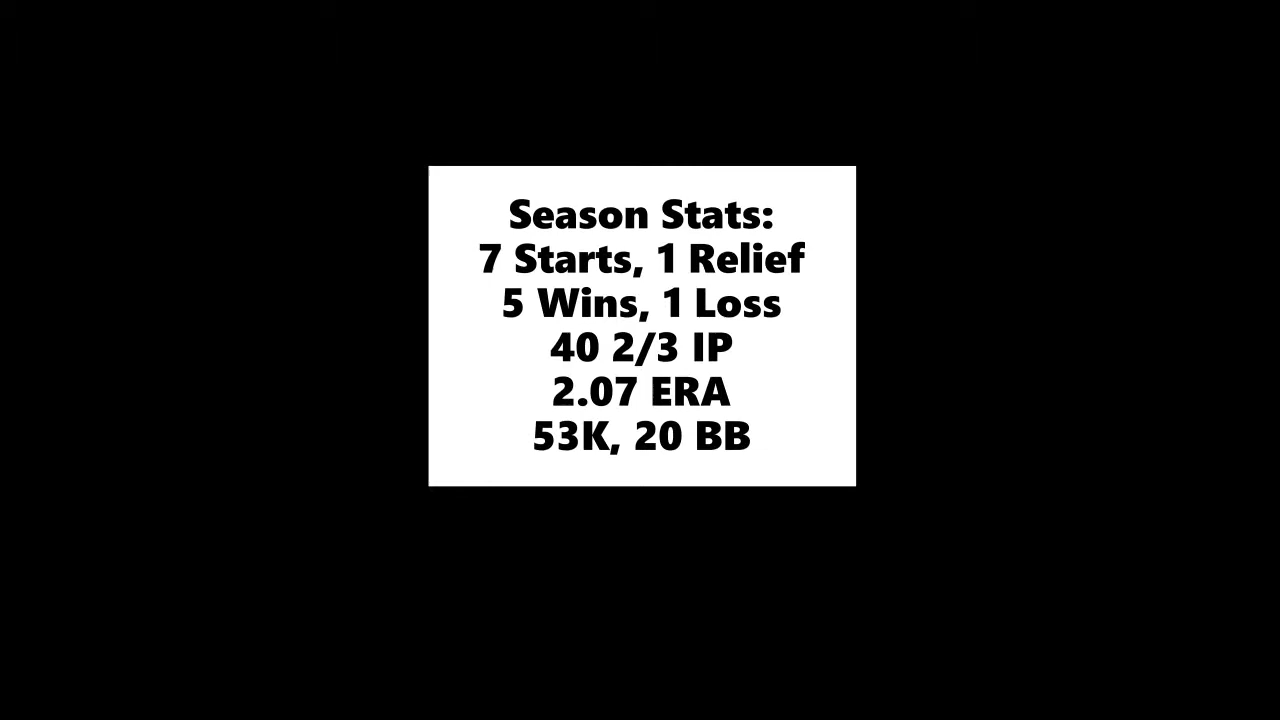 Season Stats:
7 Starts, 1 Relief
5 Wins, 1 Loss
40 2/3 IP
2.07 ERA
53K, 20 BB